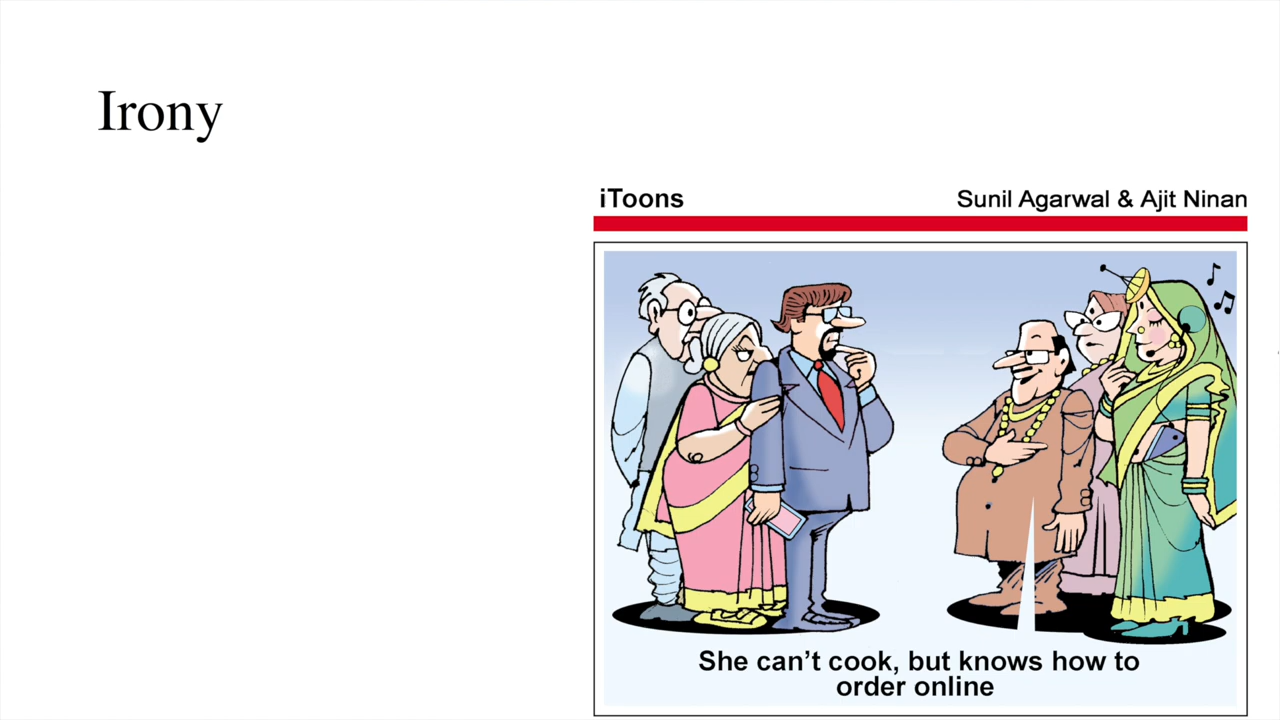 Irony
iToons
Sunil Agarwal & Ajit Ninan
She can't cook, but knows how to
order online